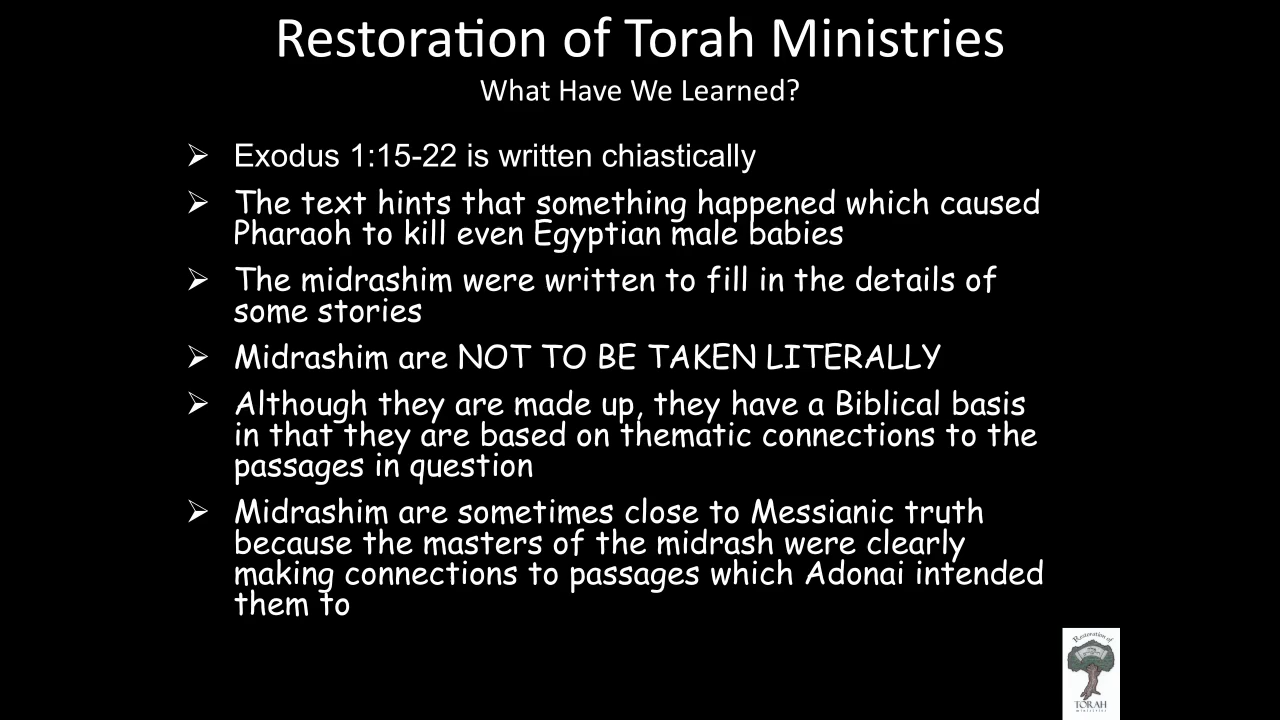 Restoration of Torah Ministries
What Have We Learned?
Exodus 1:15-22 is written chiastically
The text hints that something happened which caused
Pharaoh to kill even Egyptian male babies
The midrashim were written to fill in the details of
some stories
Midrashim are NOT TO BE TAKEN LITERALLY
Although they are made up, they have a Biblical basis
in that they are based on thematic connections to the
passages in question
Midrashim are sometimes close to Messianic truth
because the masters of the midrash were clearly
making connections to passages which Adonai intended
them to
Restoration of
TORAH
ministries